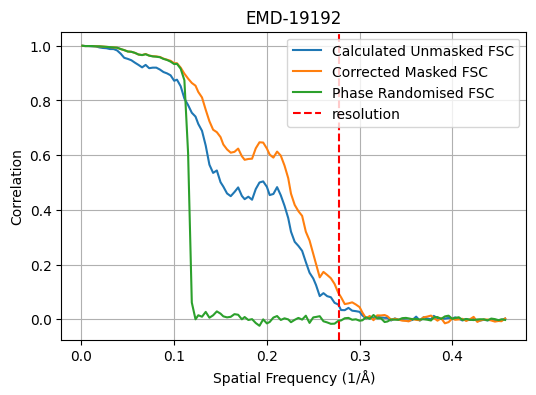 EMD-19192
Calculated Unmasked FSC
Corrected Masked FSC
Phase Randomised FSC
resolution
Correlation
1.0
0.8
0.6
0.4
0.2
0.0
0.0 0.1 0.2 0.3 0.4
Spatial Frequency (1/Å)